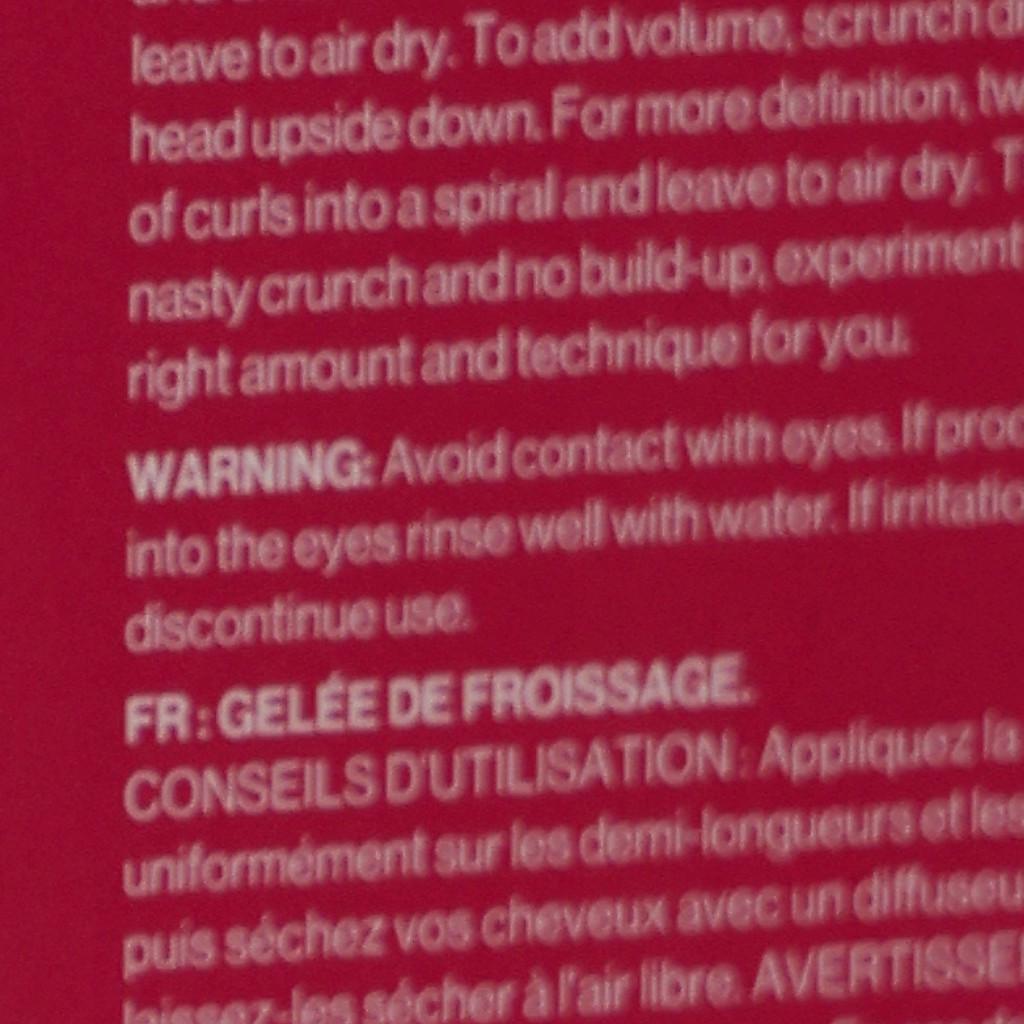 leave to air dry. To add volume, scrunch
head upside down. For more definition,
of curls into a spiral and leave to air dry.
nasty crunch and no build-up, experiment
right amount and technique for you.
WARNING: Avoid contact with eyes. If
into the eyes rinse well with water. If
discontinue use.
FR : GELÉE DE FROISSAGE.
CONSEILS D'UTILISATION : Appliquez la
uniformément sur les demi-longueurs et les
puis séchez vos cheveux avec un
laissez-les sécher à l'air libre.